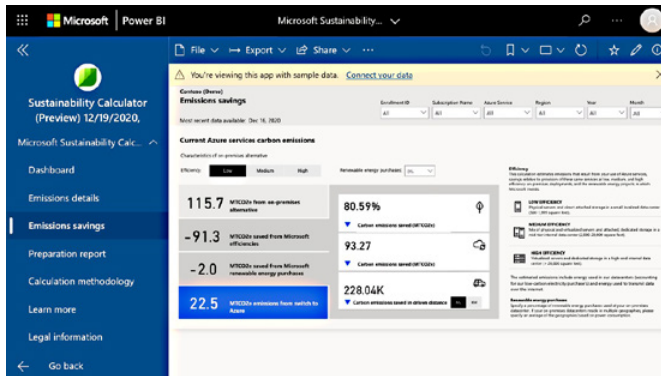 Microsoft Power BI
Microsoft Sustainability...
File
Export
Share
You're viewing this app with sample data. Connect your data
Sustainability Calculator
(Preview) 12/19/2020,
Microsoft Sustainability Calc...
Dashboard
Emissions details
Emissions savings
Preparation report
Calculation methodology
Learn more
Legal information
Go back
Contoso (Demo)
Emissions savings
Most recent data available: Dec 16, 2020
Enrollment ID
All
Subscription Name
All
Azure Service
All
Region
All
Year
All
Month
All
Current Azure services carbon emissions
Characteristics of on-premise alternative
Efficiency
Low
Medium
High
Renewable energy purchases
0%
115.7 MTCO2e from on-premises alternative
-91.3 MTCO2e saved from Microsoft efficiencies
-2.0 MTCO2e saved from Microsoft renewable energy purchases
22.5 MTCO2e emissions from switch to Azure
80.59%
Carbon emissions saved (MTCO2e)
93.27
Carbon emissions saved (MTCO2e)
228.04K
Carbon emissions saved in driven distance
Efficiency
LOW EFFICIENCY
MEDIUM EFFICIENCY
HIGH EFFICIENCY
Renewable energy purchases